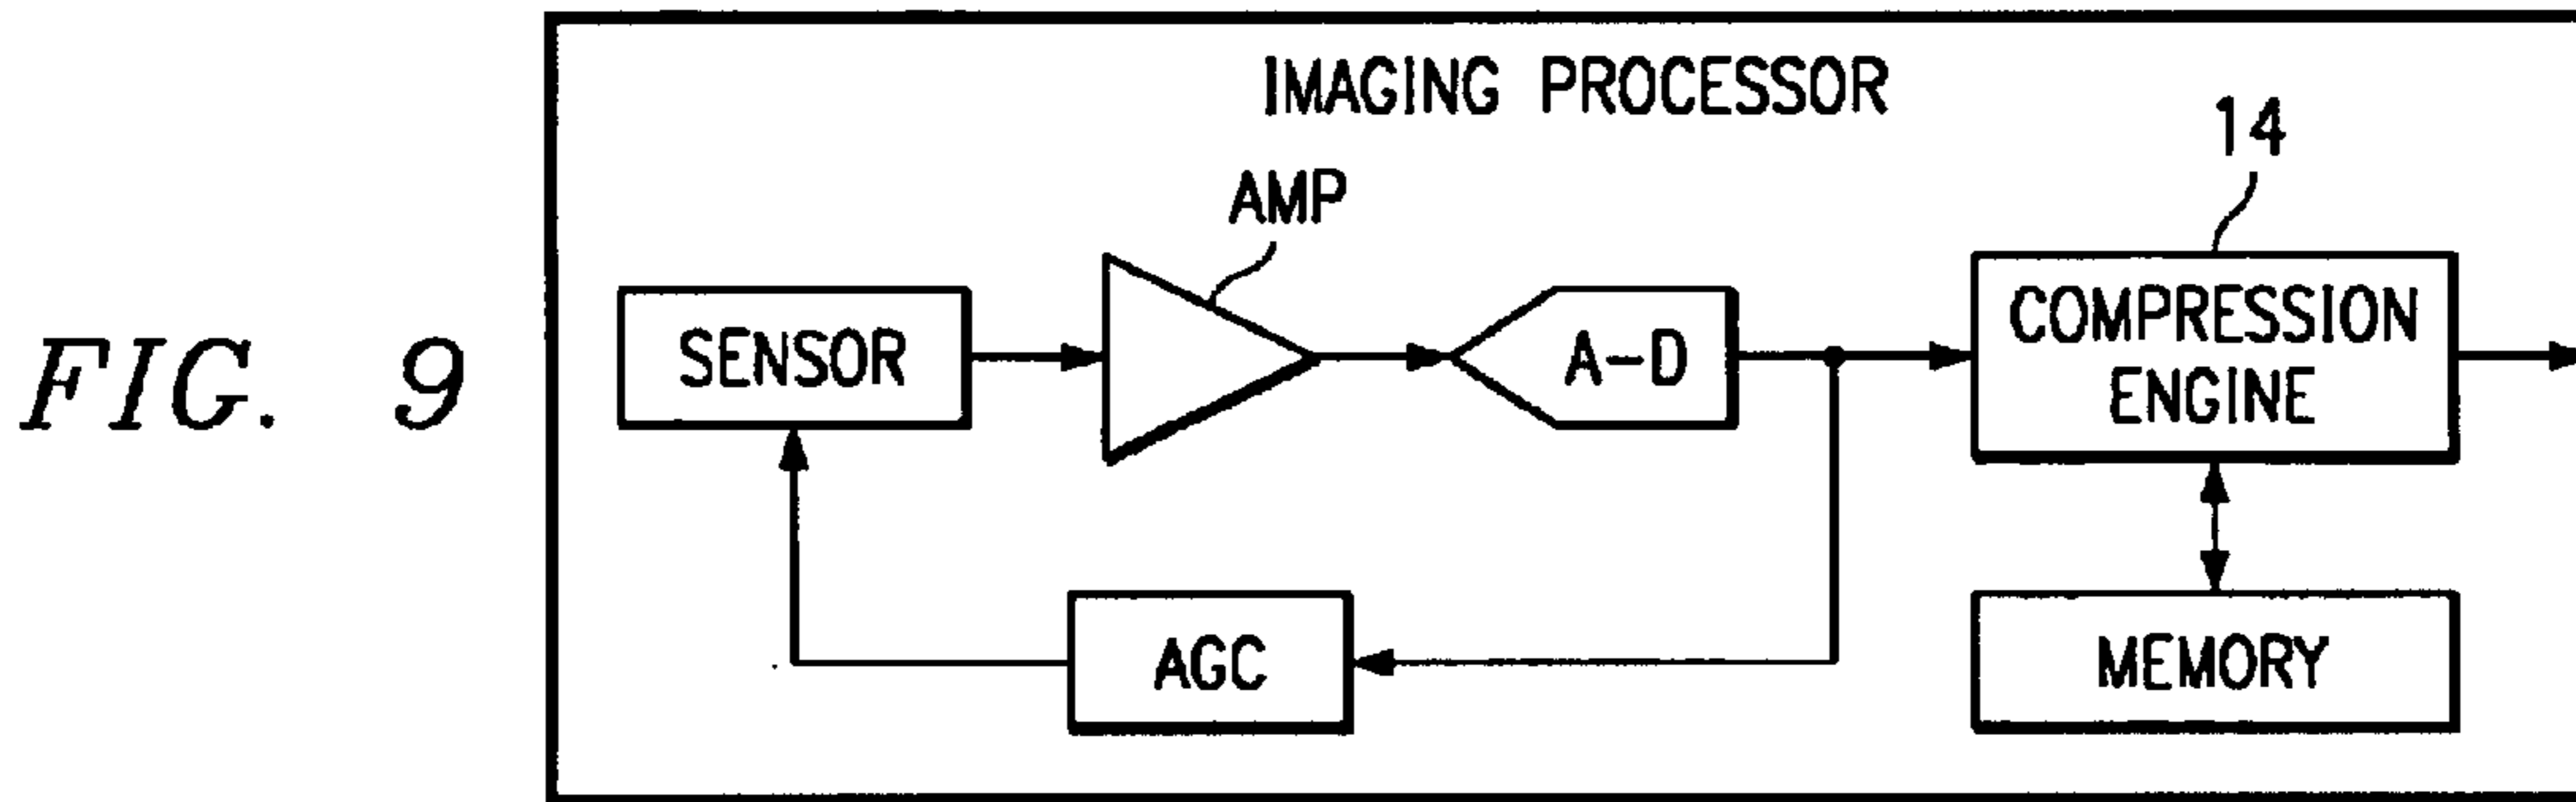 FIG. 9
IMAGING PROCESSOR
14
AMP
SENSOR
A-D
COMPRESSION
ENGINE
AGC
MEMORY